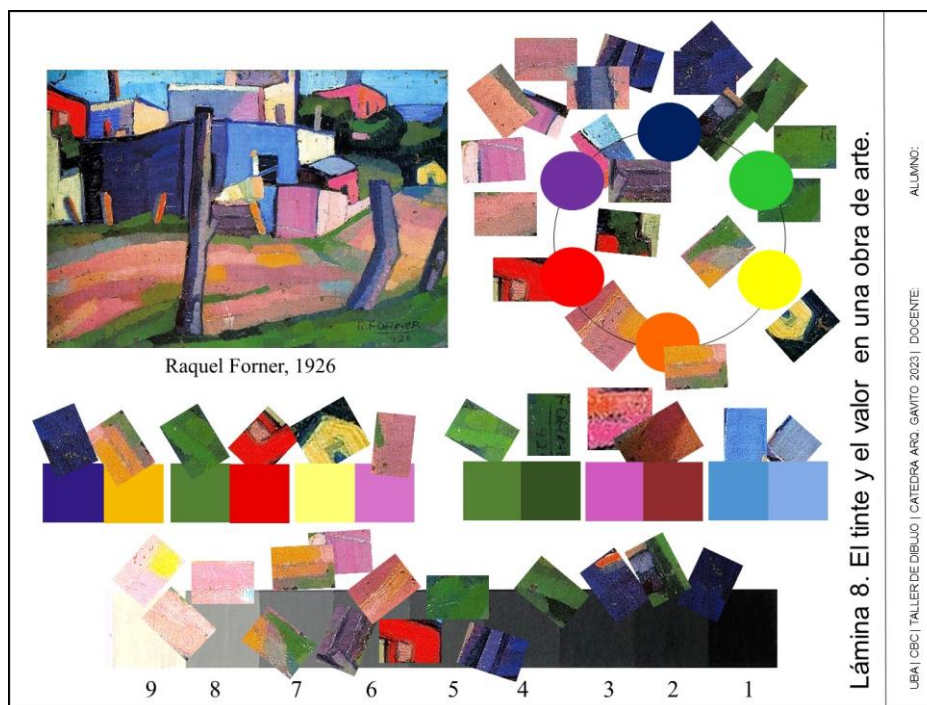 R. FORNER
Raquel Forner, 1926
9 8 7 6 5 4 3 2 1
Lámina 8. El tinte y el valor en una obra de arte.
UBA | CBC | TALLER DE DIBUJO | CATEDRA ARQ. GAVITO 2023 | DOCENTE: ALUMNO: